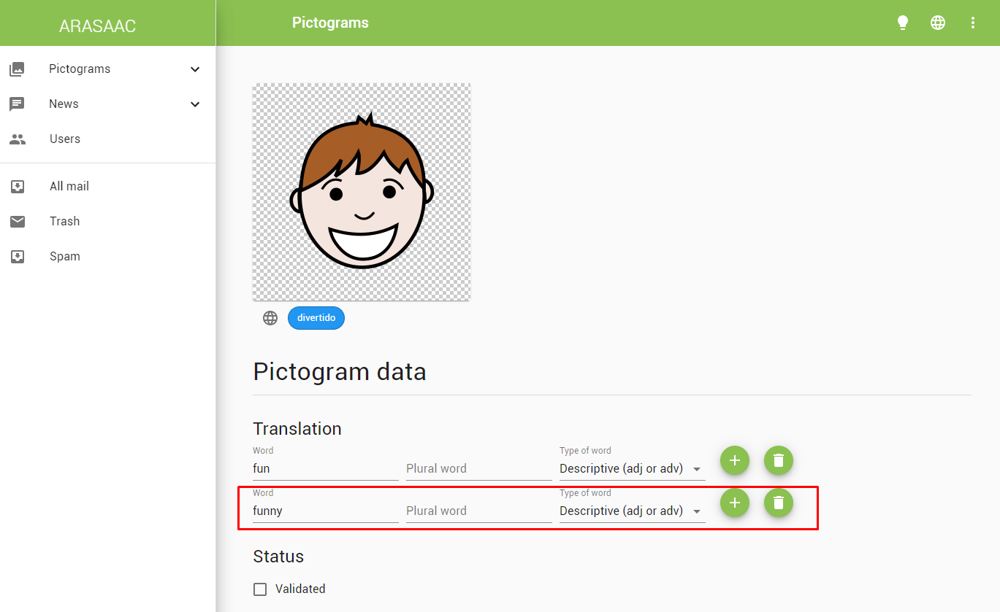 ARASAAC
Pictograms
Pictograms
News
Users
All mail
Trash
Spam
divertido
Pictogram data
Translation
Word
Type of word
fun
Plural word
Descriptive (adj or adv)
Word
Type of word
funny
Plural word
Descriptive (adj or adv)
Status
Validated